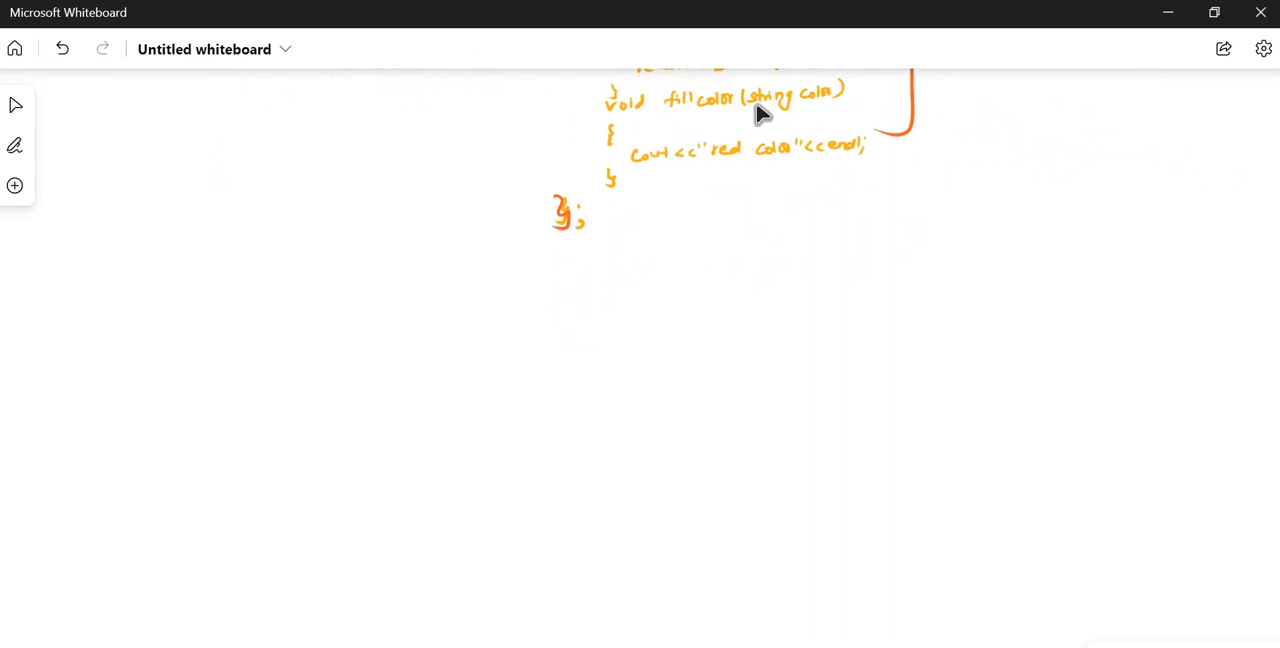 Microsoft Whiteboard
Untitled whiteboard
}
void fillcolor(string color)
{
cout<<"red color"<<endl;
}
};